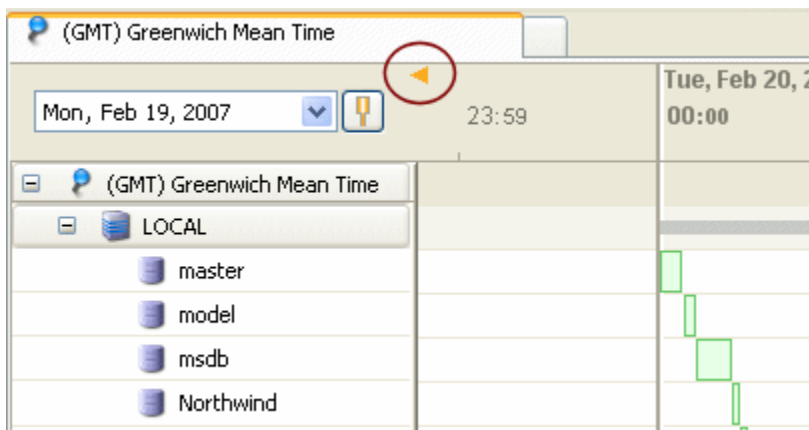 (GMT) Greenwich Mean Time
Tue, Feb 20, 2
Mon, Feb 19, 2007
23:59
00:00
(GMT) Greenwich Mean Time
LOCAL
master
model
msdb
Northwind